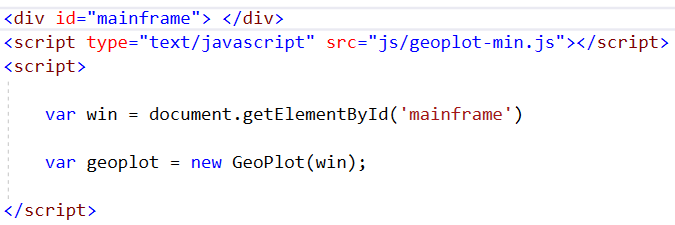 <div id="mainframe"> </div>
<script type="text/javascript" src="js/geoplot-min.js"></script>
<script>
var win = document.getElementById('mainframe')
var geoplot = new GeoPlot(win);
</script>